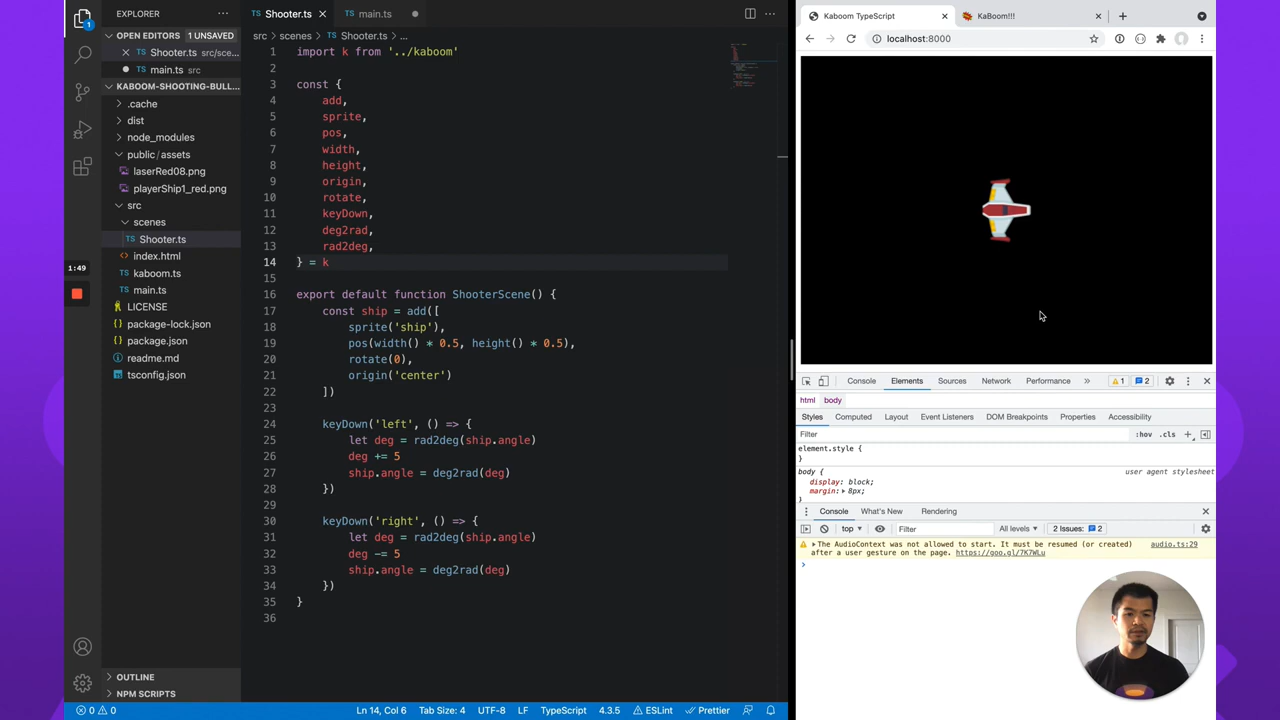 EXPLORER
···
OPEN EDITORS
1 UNSAVED
Shooter.ts src/sce...
main.ts src
KABOOM-SHOOTING-BULL...
.cache
dist
node_modules
public/assets
laserRed08.png
playerShip1_red.png
src
scenes
Shooter.ts
index.html
kaboom.ts
main.ts
LICENSE
package-lock.json
package.json
readme.md
tsconfig.json
OUTLINE
NPM SCRIPTS
1
1:49
Shooter.ts
main.ts
src > scenes > Shooter.ts > ...
1 import k from '../kaboom'
2
3 const {
4 add,
5 sprite,
6 pos,
7 width,
8 height,
9 origin,
10 rotate,
11 keyDown,
12 deg2rad,
13 rad2deg,
14 } = k
15
16 export default function ShooterScene() {
17 const ship = add([
18 sprite('ship'),
19 pos(width() * 0.5, height() * 0.5),
20 rotate(0),
21 origin('center')
22 ])
23
24 keyDown('left', () => {
25 let deg = rad2deg(ship.angle)
26 deg += 5
27 ship.angle = deg2rad(deg)
28 })
29
30 keyDown('right', () => {
31 let deg = rad2deg(ship.angle)
32 deg -= 5
33 ship.angle = deg2rad(deg)
34 })
35 }
36
0 0
Ln 14, Col 6 Tab Size: 4 UTF-8 LF TypeScript 4.3.5 ESLint Prettier
Kaboom TypeScript
KaBoom!!!
localhost:8000
Console Elements Sources Network Performance » 1 2
html body
Styles Computed Layout Event Listeners DOM Breakpoints Properties Accessibility
Filter :hov .cls +
element.style {
}
body { user agent stylesheet
display: block;
margin: 8px;
}
Console What's New Rendering
top Filter All levels 2 Issues: 2
The AudioContext was not allowed to start. It must be resumed (or created) audio.ts:29
after a user gesture on the page. https://goo.gl/7K7WLu